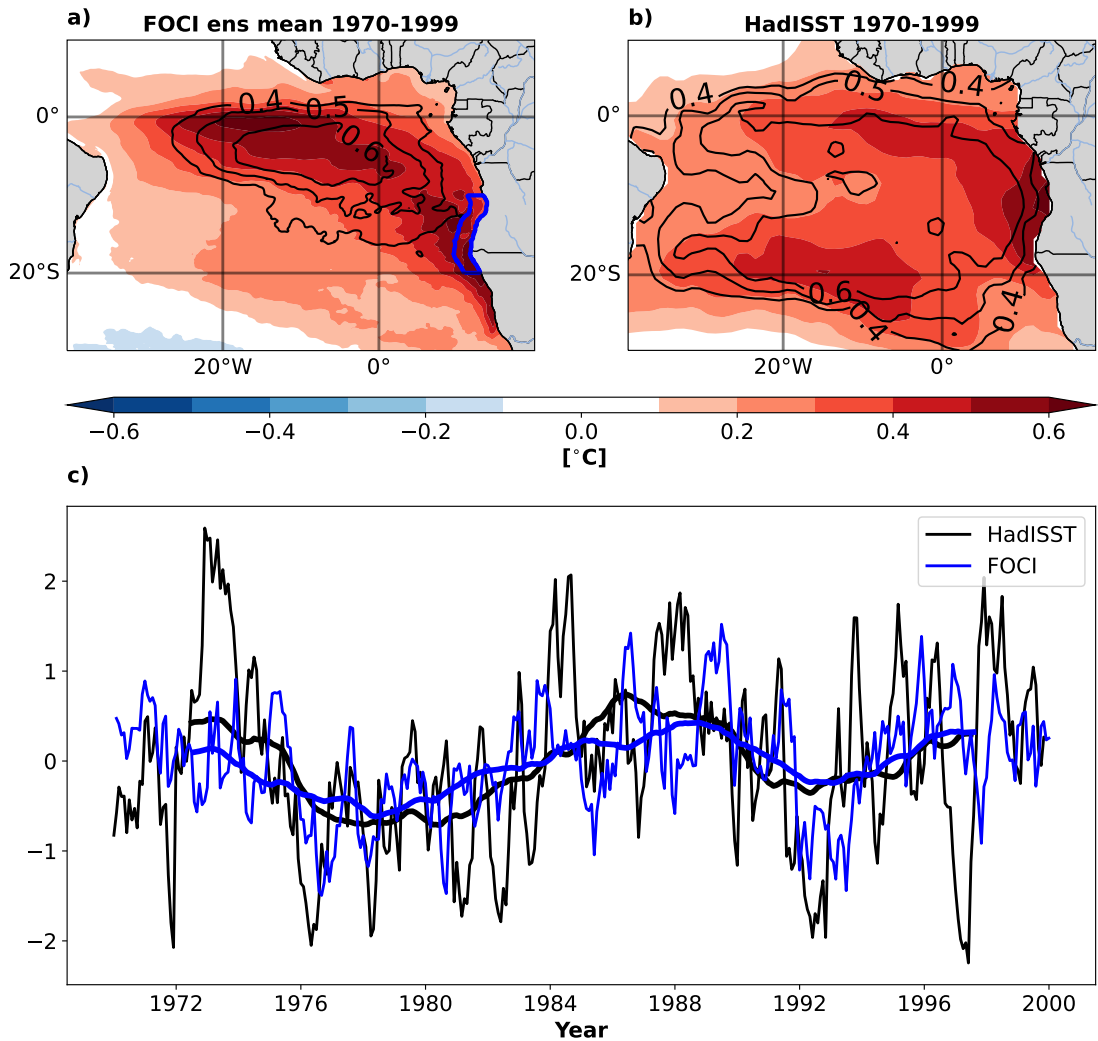 a)
FOCI ens mean 1970-1999
b)
HadISST 1970-1999
0.4
0.5
0.6
0.4
0.5
0.4
0.6
0.4
0.4
0°
20°S
0°
20°S
20°W
0°
20°W
0°
−0.6
−0.4
−0.2
0.0
0.2
0.4
0.6
[°C]
c)
HadISST
FOCI
2
1
0
−1
−2
1972
1976
1980
1984
1988
1992
1996
2000
Year